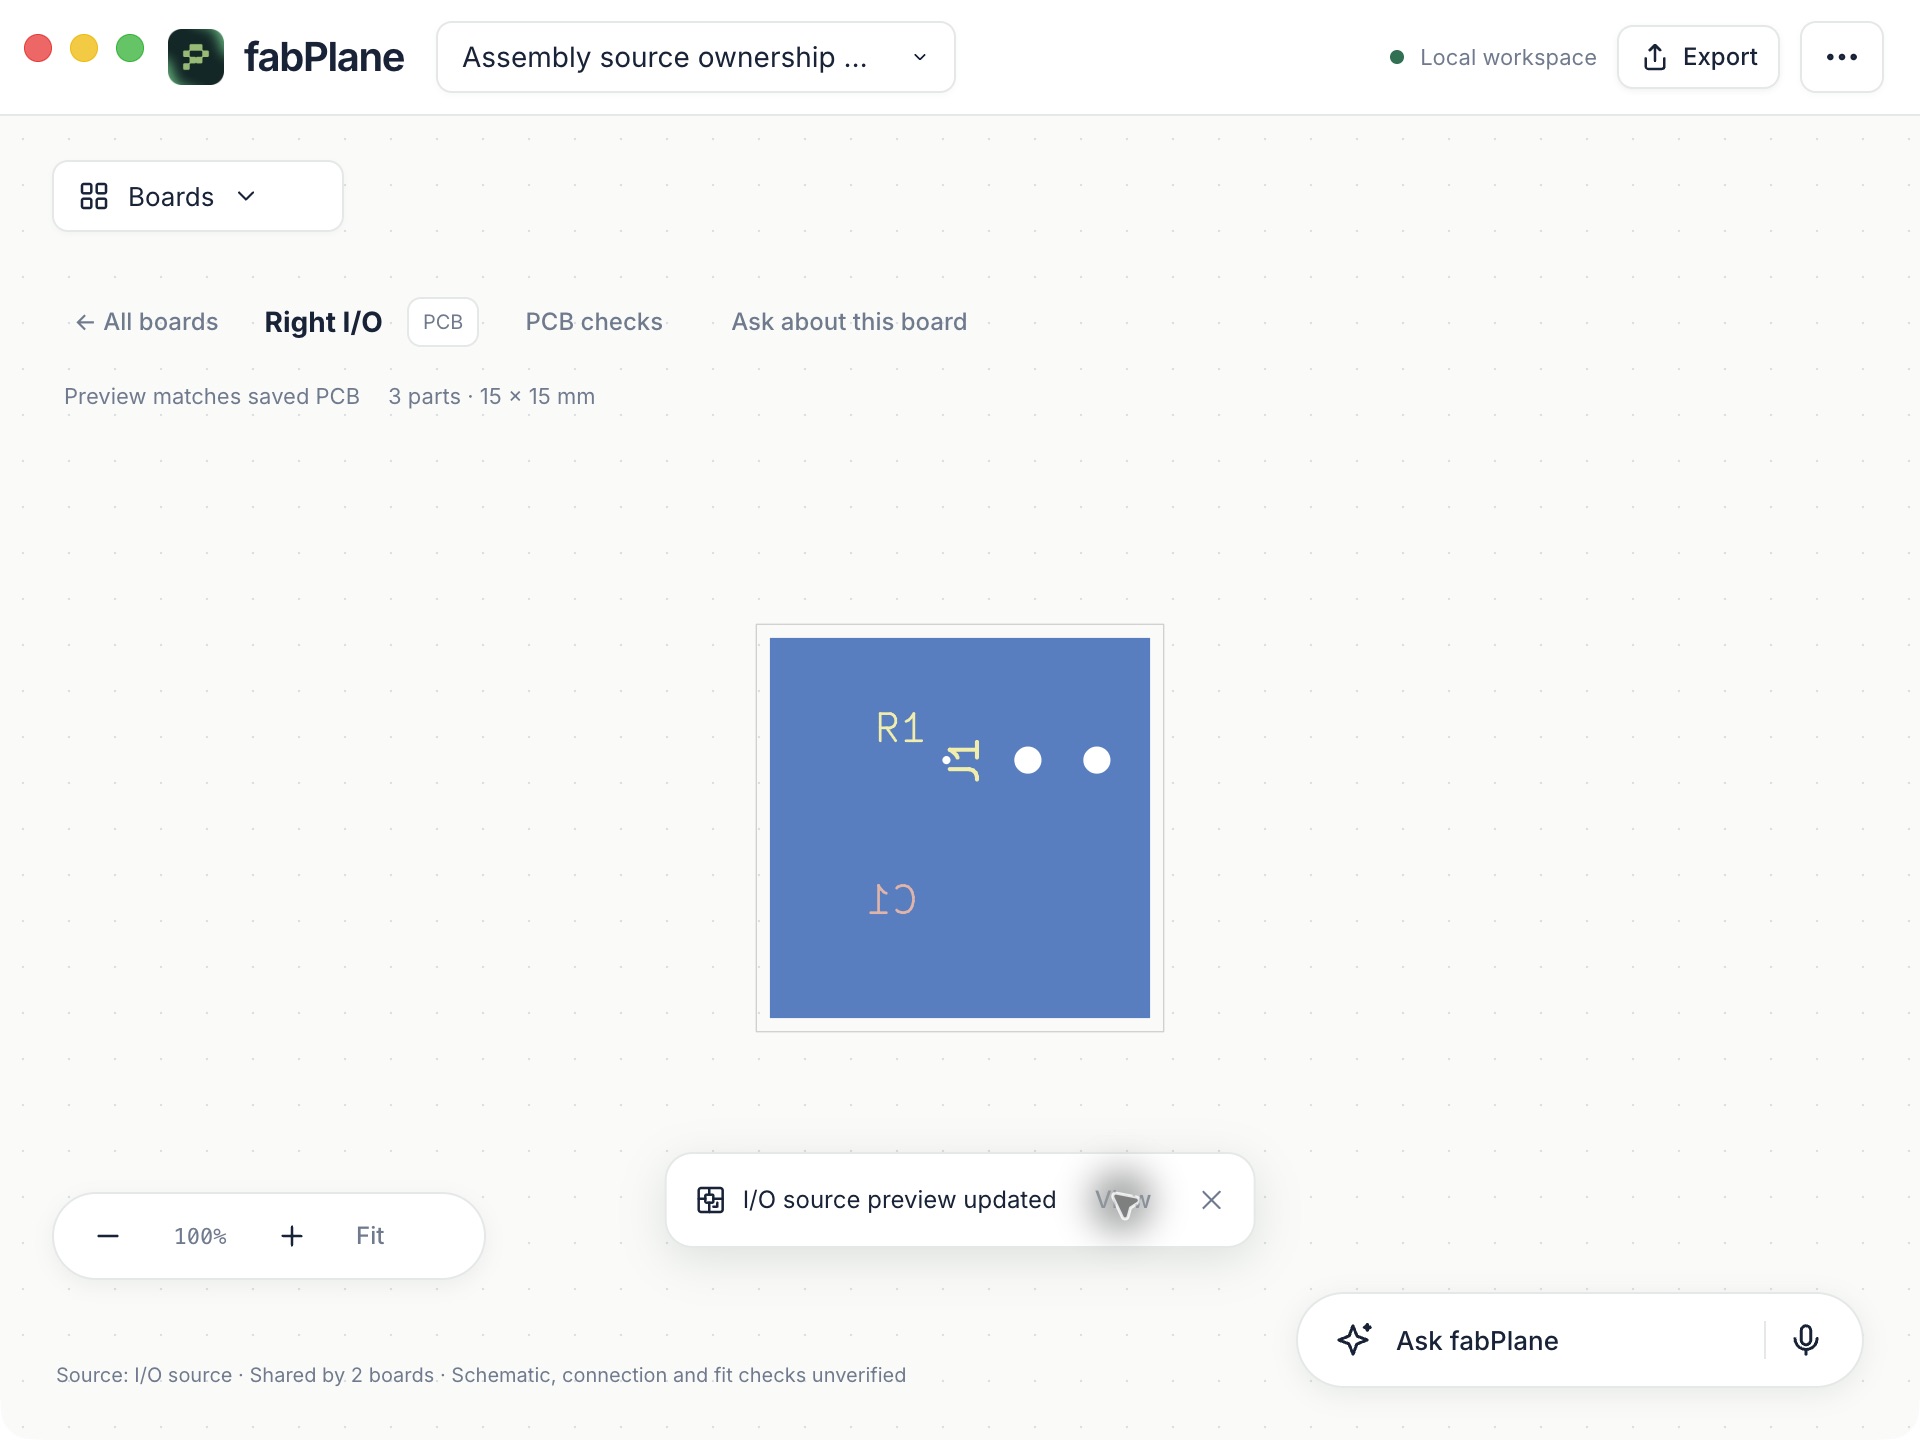 fabPlane
Assembly source ownership ...
Local workspace
Export
Boards
← All boards
Right I/O
PCB
PCB checks
Ask about this board
Preview matches saved PCB
3 parts · 15 × 15 mm
R1
J1
C1
I/O source preview updated
100%
Fit
Ask fabPlane
Source: I/O source · Shared by 2 boards · Schematic, connection and fit checks unverified